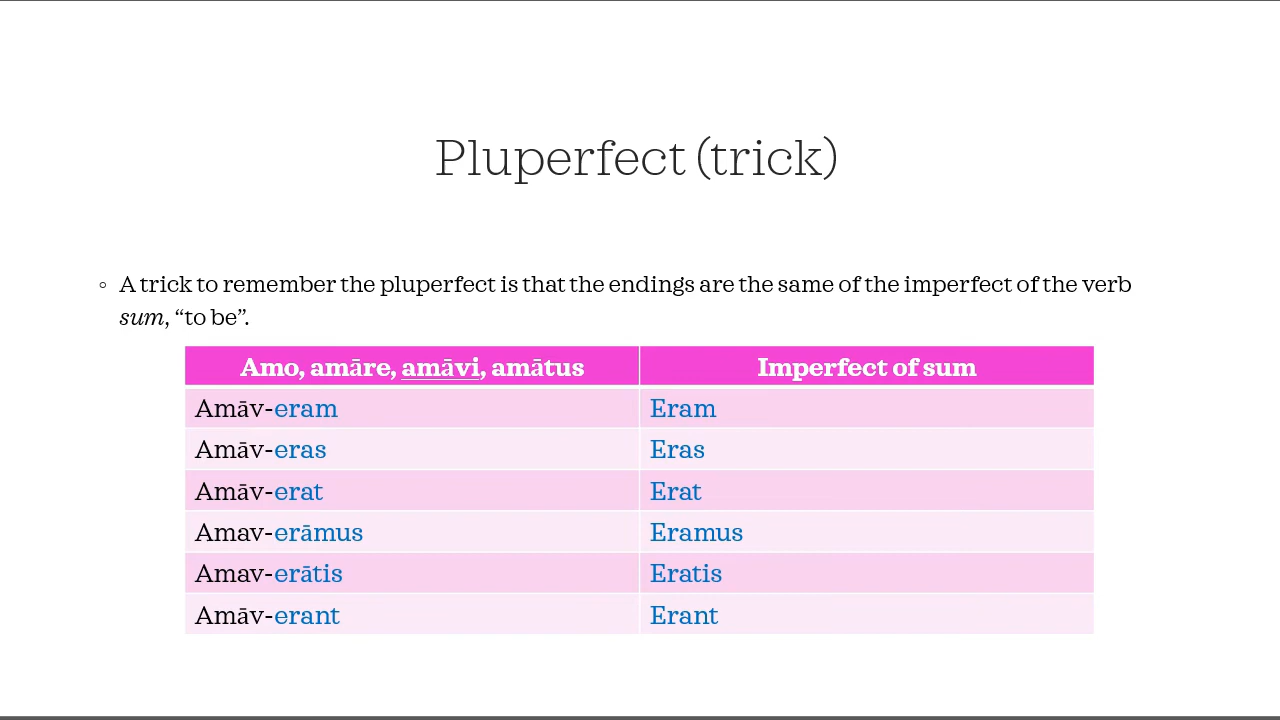 Pluperfect (trick)
◦ A trick to remember the pluperfect is that the endings are the same of the imperfect of the verb
sum, “to be”.
Amo, amāre, amāvi, amātus Imperfect of sum
Amāv-eram Eram
Amāv-eras Eras
Amāv-erat Erat
Amav-erāmus Eramus
Amav-erātis Eratis
Amāv-erant Erant